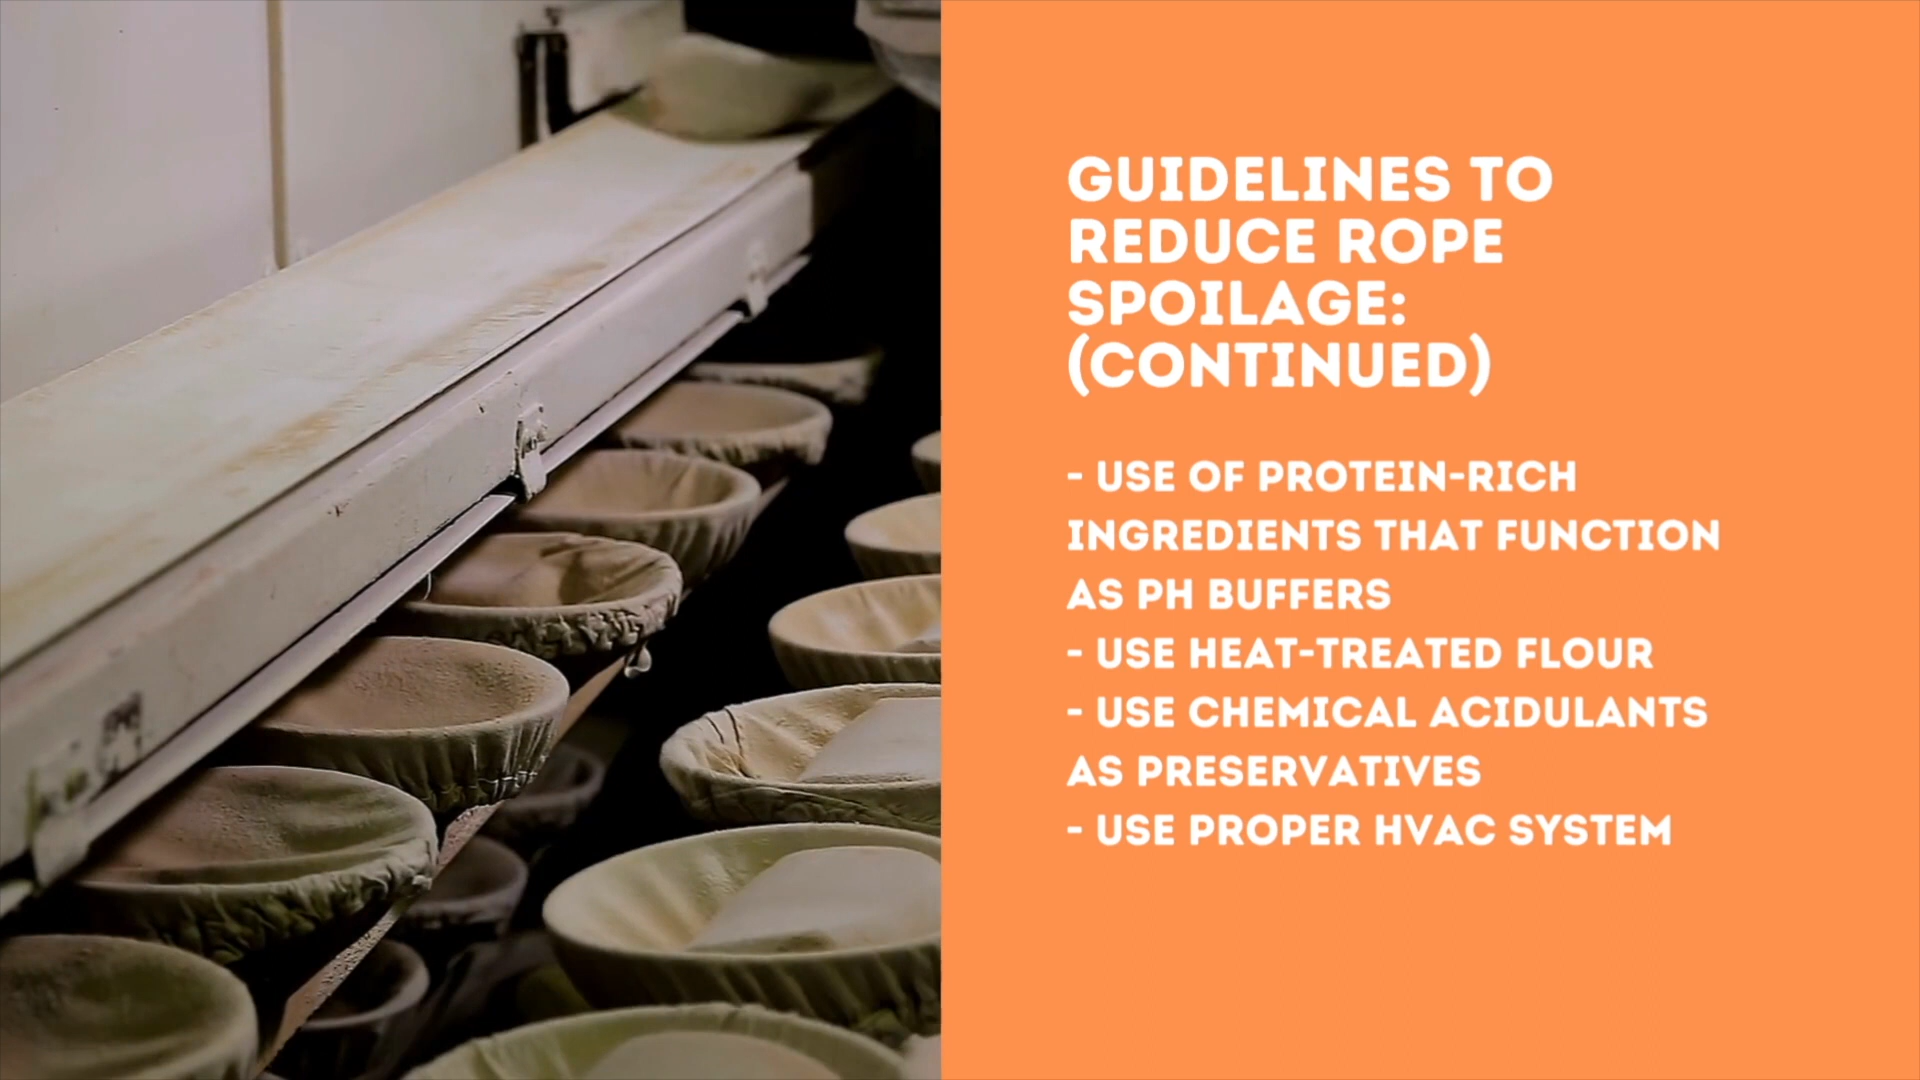 GUIDELINES TO
REDUCE ROPE
SPOILAGE:
(CONTINUED)
- USE OF PROTEIN-RICH
INGREDIENTS THAT FUNCTION
AS PH BUFFERS
- USE HEAT-TREATED FLOUR
- USE CHEMICAL ACIDULANTS
AS PRESERVATIVES
- USE PROPER HVAC SYSTEM